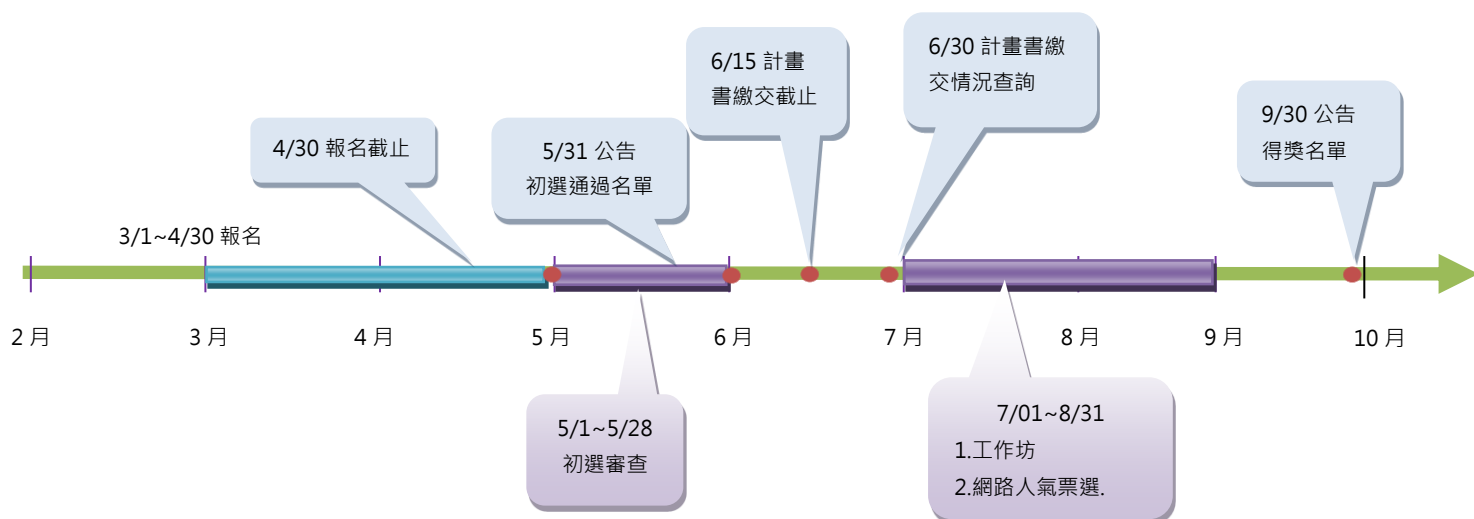 6/15 計畫
書繳交截止
6/30 計畫書繳
交情況查詢
9/30 公告
得獎名單
4/30 報名截止
5/31 公告
初選通過名單
3/1~4/30 報名
2 月
3 月
4 月
5 月
6 月
7 月
8 月
9 月
10 月
5/1~5/28
初選審查
7/01~8/31
1.工作坊
2.網路人氣票選.